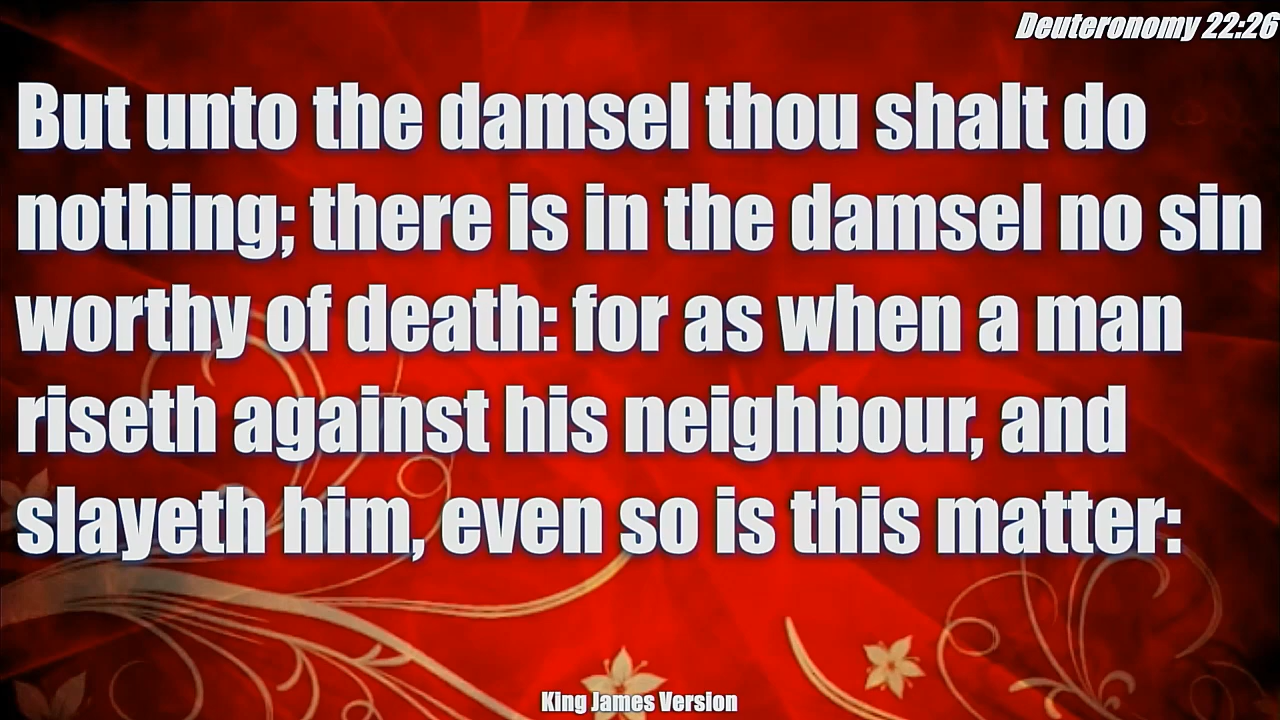 Deuteronomy 22:26
But unto the damsel thou shalt do
nothing; there is in the damsel no sin
worthy of death: for as when a man
riseth against his neighbour, and
slayeth him, even so is this matter:
King James Version